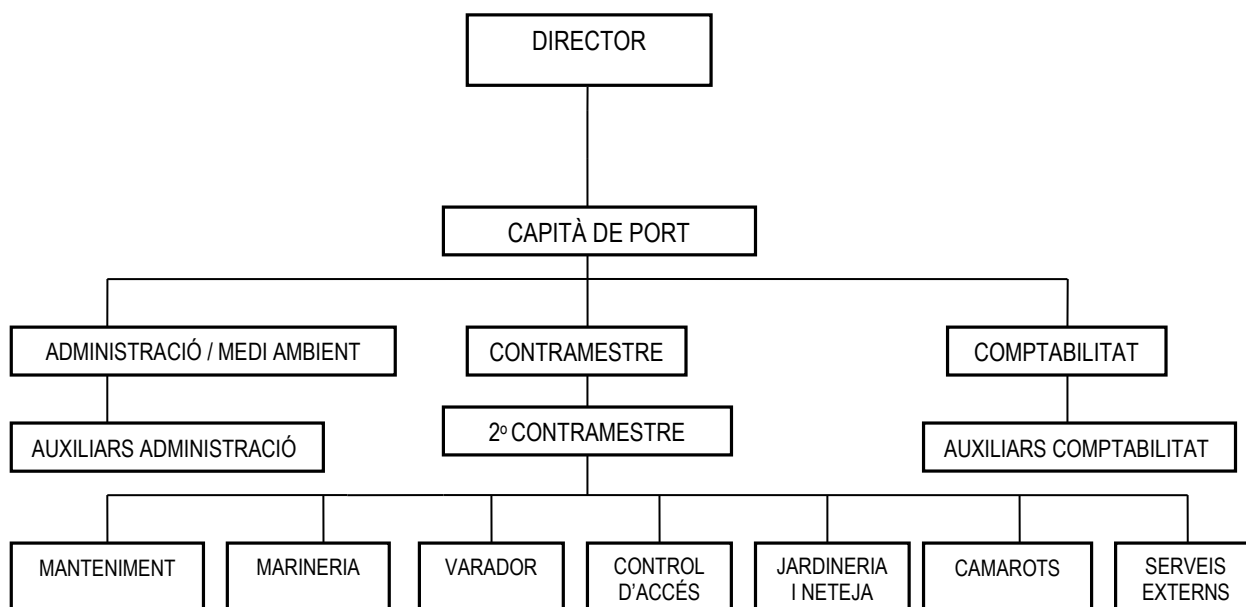 DIRECTOR
CAPITÀ DE PORT
ADMINISTRACIÓ / MEDI AMBIENT
CONTRAMESTRE
COMPTABILITAT
AUXILIARS ADMINISTRACIÓ
2º CONTRAMESTRE
AUXILIARS COMPTABILITAT
MANTENIMENT
MARINERIA
VARADOR
CONTROL
D'ACCÉS
JARDINERIA
I NETEJA
CAMAROTS
SERVEIS
EXTERNS